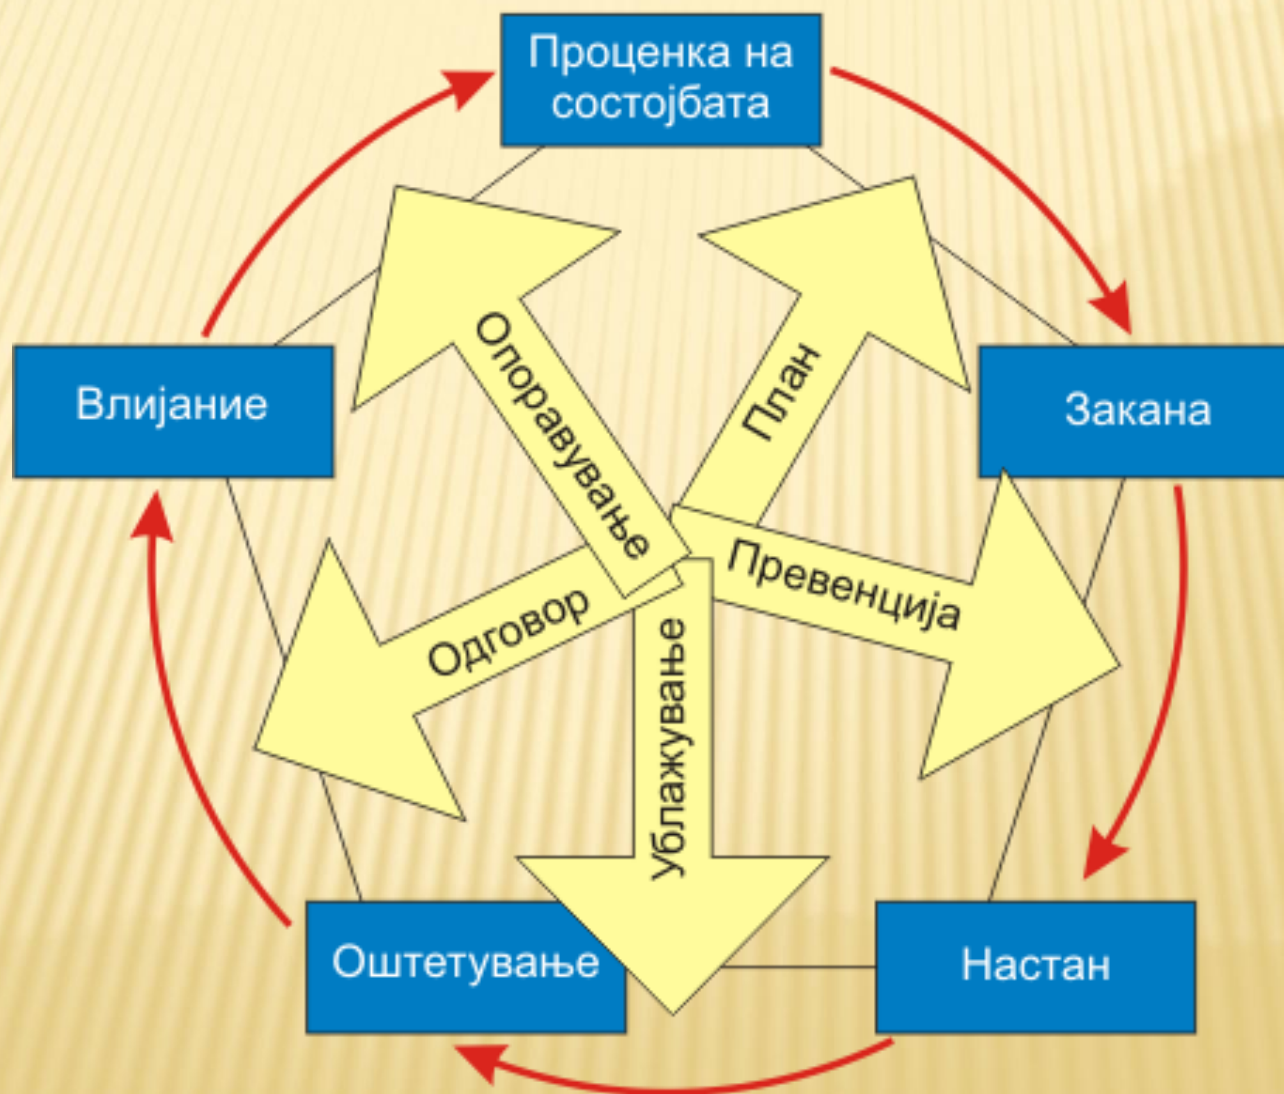 Проценка на
состојбата
Влијание
Закана
Опоравување
План
Превенција
Одговор
Ублажување
Оштетување
Настан